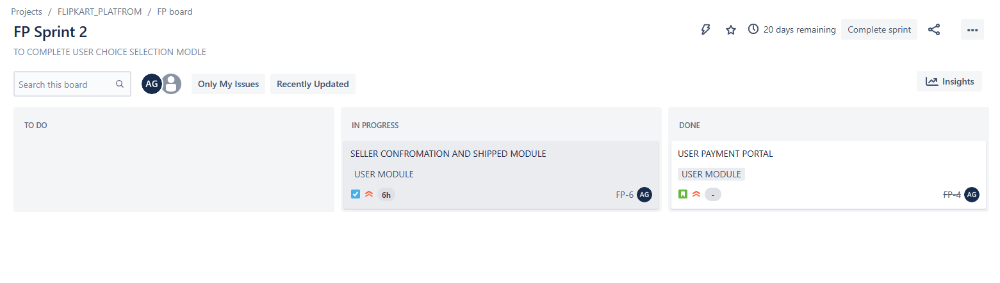 Projects / FLIPKART_PLATFROM / FP board
FP Sprint 2
20 days remaining
Complete sprint
TO COMPLETE USER CHOICE SELECTION MODLE
Search this board
AG
Only My Issues
Recently Updated
Insights
TO DO
IN PROGRESS
SELLER CONFROMATION AND SHIPPED MODULE
USER MODULE
6h
FP-6
AG
DONE
USER PAYMENT PORTAL
USER MODULE
-
FP-4
AG